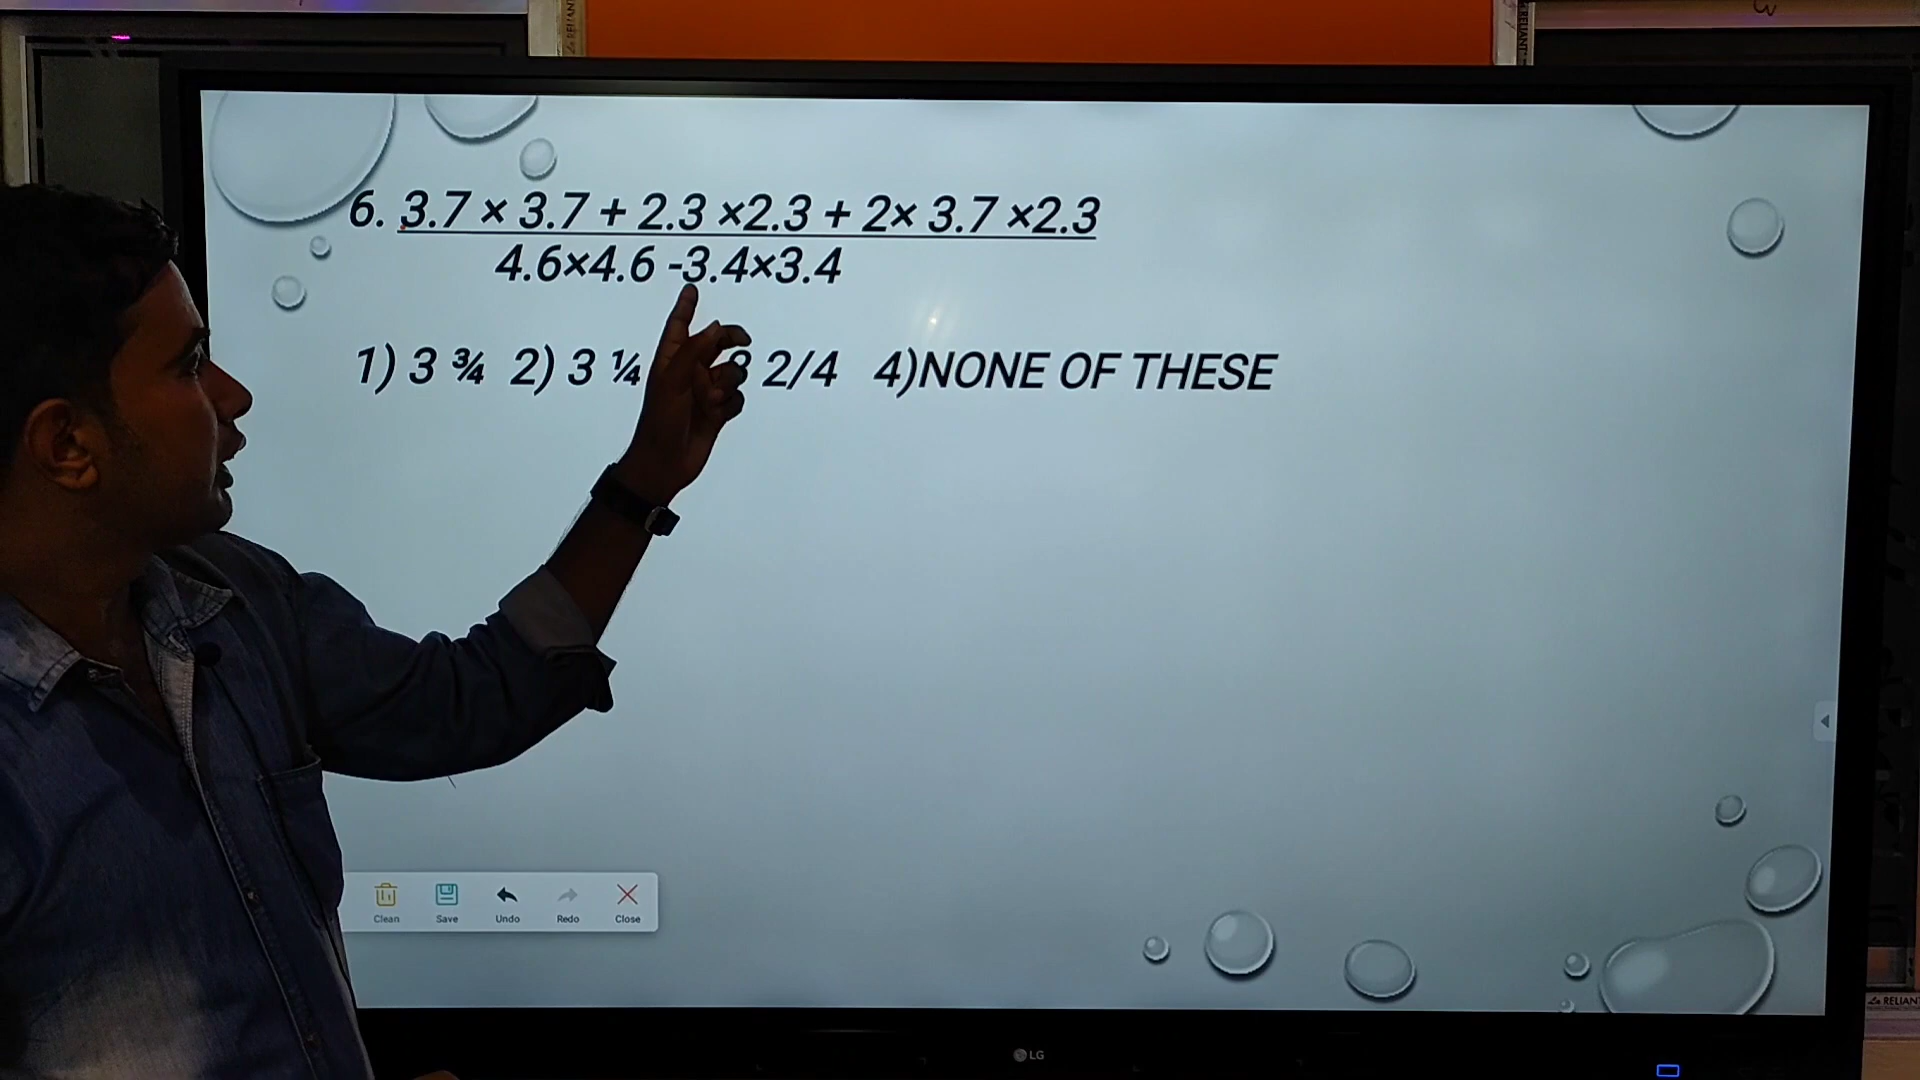 6. 3.7 × 3.7 + 2.3 ×2.3 + 2× 3.7 ×2.3
4.6×4.6 -3.4×3.4
1) 3 ¾ 2) 3 ¼ 2/4 4)NONE OF THESE
Clean Save Undo Redo Close
LG